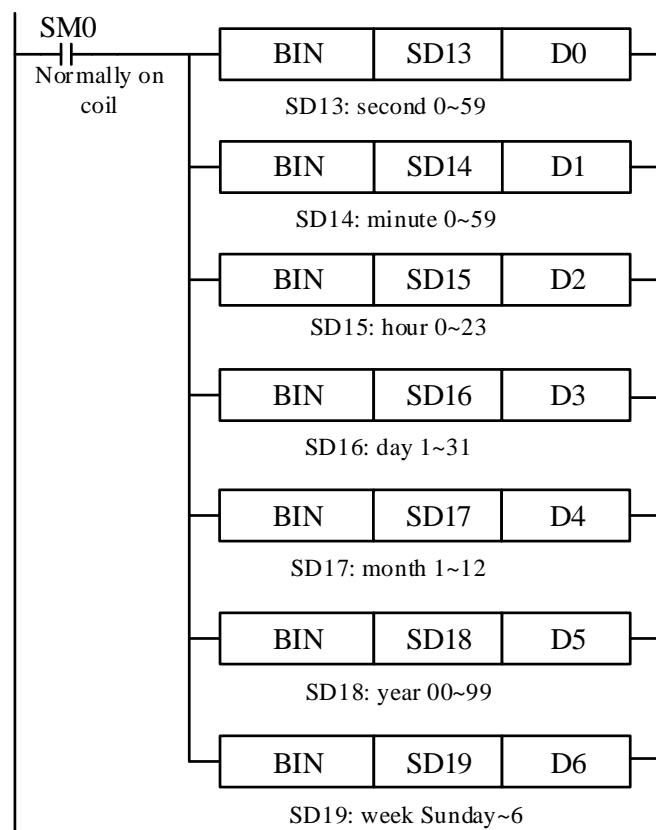 SM0
Normally on
coil
BIN SD13 D0
SD13: second 0~59
BIN SD14 D1
SD14: minute 0~59
BIN SD15 D2
SD15: hour 0~23
BIN SD16 D3
SD16: day 1~31
BIN SD17 D4
SD17: month 1~12
BIN SD18 D5
SD18: year 00~99
BIN SD19 D6
SD19: week Sunday~6